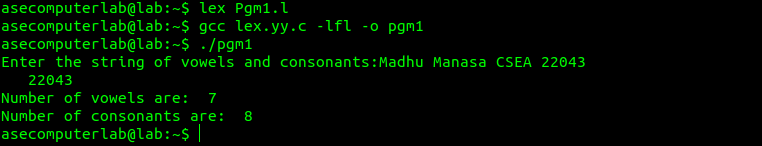 asecomputerlab@lab:~$ lex Pgm1.l
asecomputerlab@lab:~$ gcc lex.yy.c -lfl -o pgm1
asecomputerlab@lab:~$ ./pgm1
Enter the string of vowels and consonants:Madhu Manasa CSEA 22043
   22043
Number of vowels are:  7
Number of consonants are:  8
asecomputerlab@lab:~$